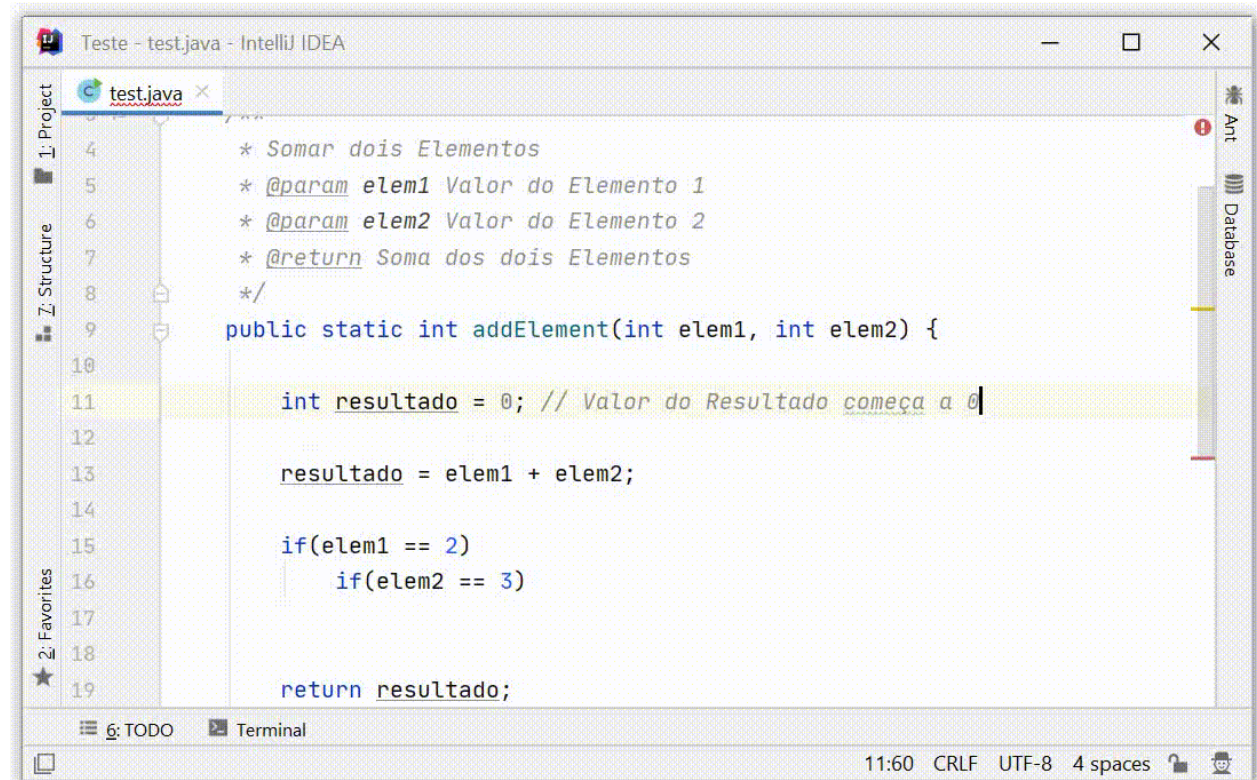 Teste - test.java - IntelliJ IDEA
test.java
1: Project
7: Structure
2: Favorites
Ant
Database
4 * Somar dois Elementos
5 * @param elem1 Valor do Elemento 1
6 * @param elem2 Valor do Elemento 2
7 * @return Soma dos dois Elementos
8 */
9 public static int addElement(int elem1, int elem2) {
10
11 int resultado = 0; // Valor do Resultado começa a 0
12
13 resultado = elem1 + elem2;
14
15 if(elem1 == 2)
16 if(elem2 == 3)
17
18
19 return resultado;
6: TODO Terminal
11:60 CRLF UTF-8 4 spaces